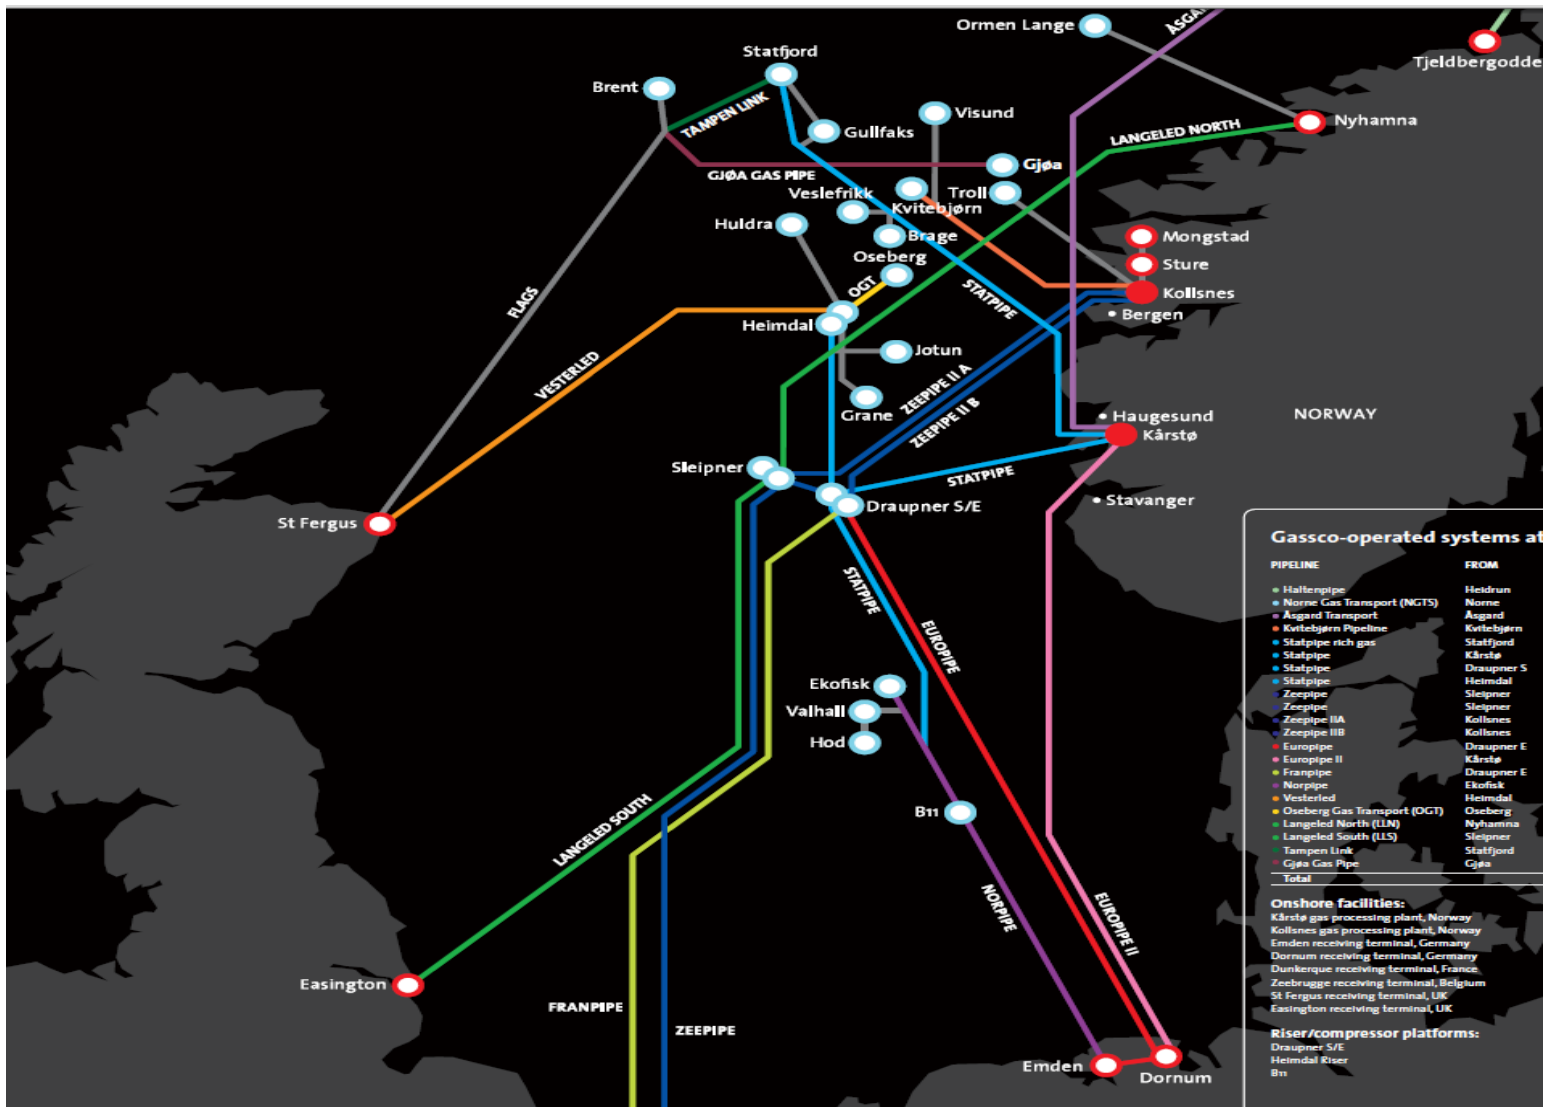 Ormen Lange
ÅSGAR
Tjeldbergodde
Statfjord
Brent
TAMPEN LINK
Gullfaks
Visund
Nyhamna
LANGELED NORTH
GJØA GAS PIPE
Gjøa
Veslefrikk
Kvitebjørn
Troll
Huldra
Brage
Oseberg
Mongstad
Sture
Kollsnes
Bergen
FLAGS
OGT
STATPIPE
Heimdal
Jotun
VESTERLED
Grane
ZEEPIPE II A
ZEEPIPE II B
Haugesund
Kårstø
NORWAY
Sleipner
STATPIPE
Stavanger
Draupner S/E
St Fergus
STATPIPE
EUROPIPE
Ekofisk
Valhall
Hod
B11
LANGELED SOUTH
NORPIPE
EUROPIPE II
Easington
FRANPIPE
ZEEPIPE
Emden
Dornum
Gassco-operated systems at
PIPELINE FROM
Haltenpipe Heidrun
Norne Gas Transport (NGTS) Norne
Åsgard Transport Åsgard
Kvitebjørn Pipeline Kvitebjørn
Statpipe rich gas Statfjord
Statpipe Kårstø
Statpipe Draupner S
Statpipe Heimdal
Zeepipe Sleipner
Zeepipe Sleipner
Zeepipe IIA Kollsnes
Zeepipe IIB Kollsnes
Europipe Draupner E
Europipe II Kårstø
Franpipe Draupner E
Norpipe Ekofisk
Vesterled Heimdal
Oseberg Gas Transport (OGT) Oseberg
Langeled North (LLN) Nyhamna
Langeled South (LLS) Sleipner
Tampen Link Statfjord
Gjøa Gas Pipe Gjøa
Total
Onshore facilities:
Kårstø gas processing plant, Norway
Kollsnes gas processing plant, Norway
Emden receiving terminal, Germany
Dornum receiving terminal, Germany
Dunkerque receiving terminal, France
Zeebrugge receiving terminal, Belgium
St Fergus receiving terminal, UK
Easington receiving terminal, UK
Riser/compressor platforms:
Draupner S/E
Heimdal Riser
B11